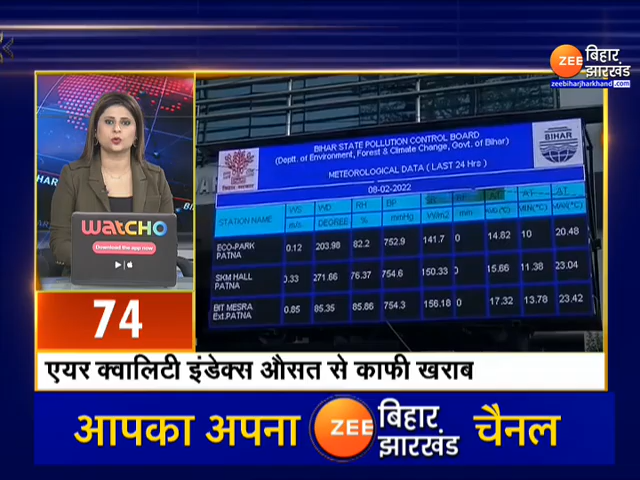 ZEE बिहार झारखंड
zeebiharjharkhand.com
BIHAR STATE POLLUTION CONTROL BOARD
(Deptt. of Environment, Forest & Climate Change, Govt. of Bihar)
METEOROLOGICAL DATA ( LAST 24 Hrs )
08-02-2022
BIHAR
STATION NAME WS m/s WD DEGREE RH % BP mmHg W/m2 mm AT AVG(°C) AT MIN(°C) AT MAX(°C)
ECO-PARK PATNA 0.12 203.98 82.2 752.9 141.7 0 14.82 10 20.48
SKM HALL PATNA 0.33 271.66 76.37 754.6 150.33 0 15.66 11.38 23.04
BIT MESRA Ext.PATNA 0.85 85.35 85.86 754.3 156.18 0 17.32 13.78 23.42
WATCHO
Download the app now
74
एयर क्वालिटी इंडेक्स औसत से काफी खराब
आपका अपना ZEE बिहार झारखंड चैनल